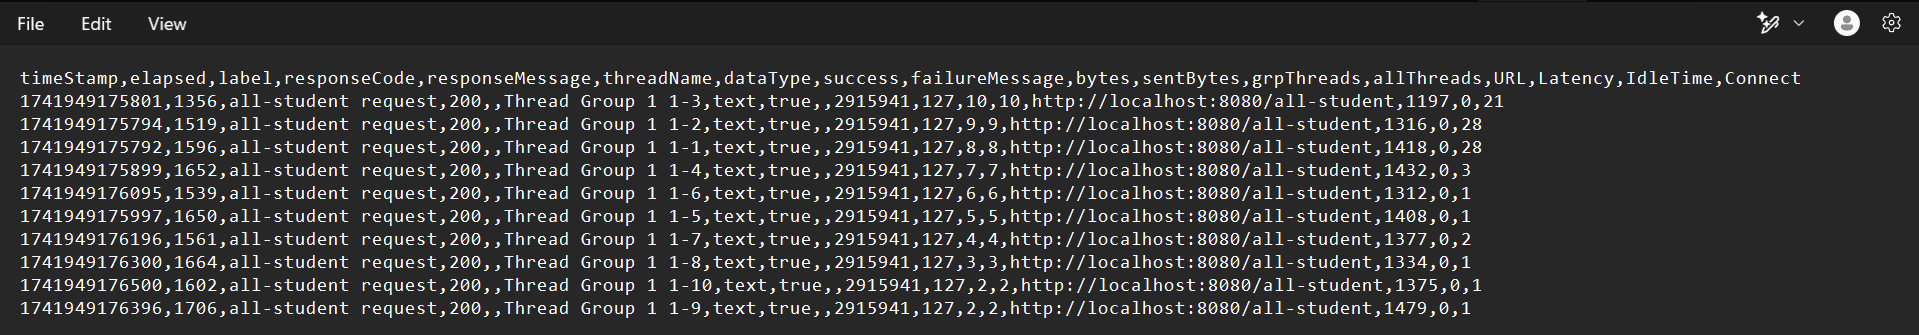 File Edit View
timeStamp,elapsed,label,responseCode,responseMessage,threadName,dataType,success,failureMessage,bytes,sentBytes,grpThreads,allThreads,URL,Latency,IdleTime,Connect
1741949175801,1356,all-student request,200,,Thread Group 1 1-3,text,true,,2915941,127,10,10,http://localhost:8080/all-student,1197,0,21
1741949175794,1519,all-student request,200,,Thread Group 1 1-2,text,true,,2915941,127,9,9,http://localhost:8080/all-student,1316,0,28
1741949175792,1596,all-student request,200,,Thread Group 1 1-1,text,true,,2915941,127,8,8,http://localhost:8080/all-student,1418,0,28
1741949175899,1652,all-student request,200,,Thread Group 1 1-4,text,true,,2915941,127,7,7,http://localhost:8080/all-student,1432,0,3
1741949176095,1539,all-student request,200,,Thread Group 1 1-6,text,true,,2915941,127,6,6,http://localhost:8080/all-student,1312,0,1
1741949175997,1650,all-student request,200,,Thread Group 1 1-5,text,true,,2915941,127,5,5,http://localhost:8080/all-student,1408,0,1
1741949176196,1561,all-student request,200,,Thread Group 1 1-7,text,true,,2915941,127,4,4,http://localhost:8080/all-student,1377,0,2
1741949176300,1664,all-student request,200,,Thread Group 1 1-8,text,true,,2915941,127,3,3,http://localhost:8080/all-student,1334,0,1
1741949176500,1602,all-student request,200,,Thread Group 1 1-10,text,true,,2915941,127,2,2,http://localhost:8080/all-student,1375,0,1
1741949176396,1706,all-student request,200,,Thread Group 1 1-9,text,true,,2915941,127,2,2,http://localhost:8080/all-student,1479,0,1